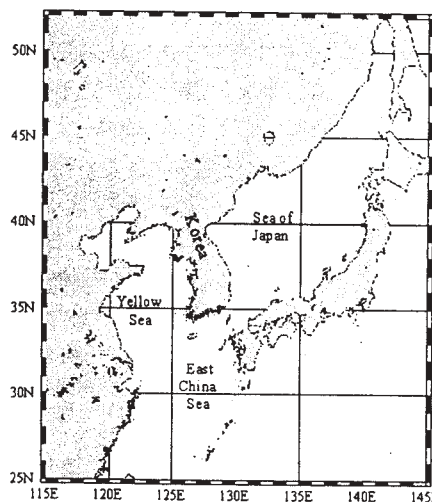 50N
45N
40N
35N
30N
25N
Korea
Sea of
Japan
Yellow
Sea
East
China
Sea
115E 120E 125E 130E 135E 140E 145E